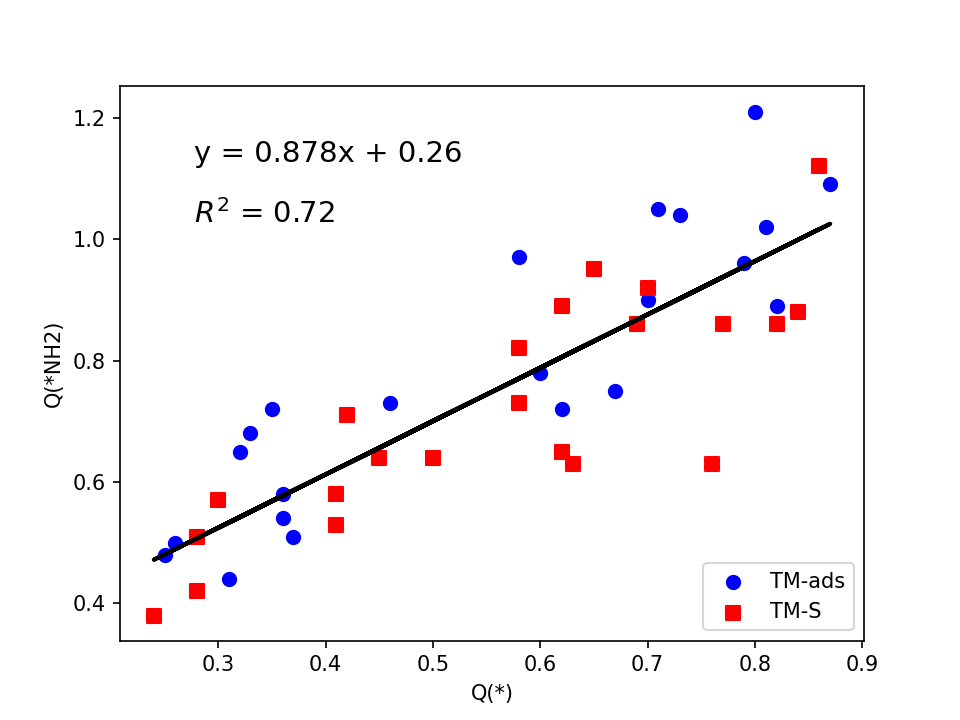 y = 0.878x + 0.26
R² = 0.72
1.2
1.0
0.8
0.6
0.4
Q(*NH2)
0.3 0.4 0.5 0.6 0.7 0.8 0.9
Q(*)
TM-ads
TM-S